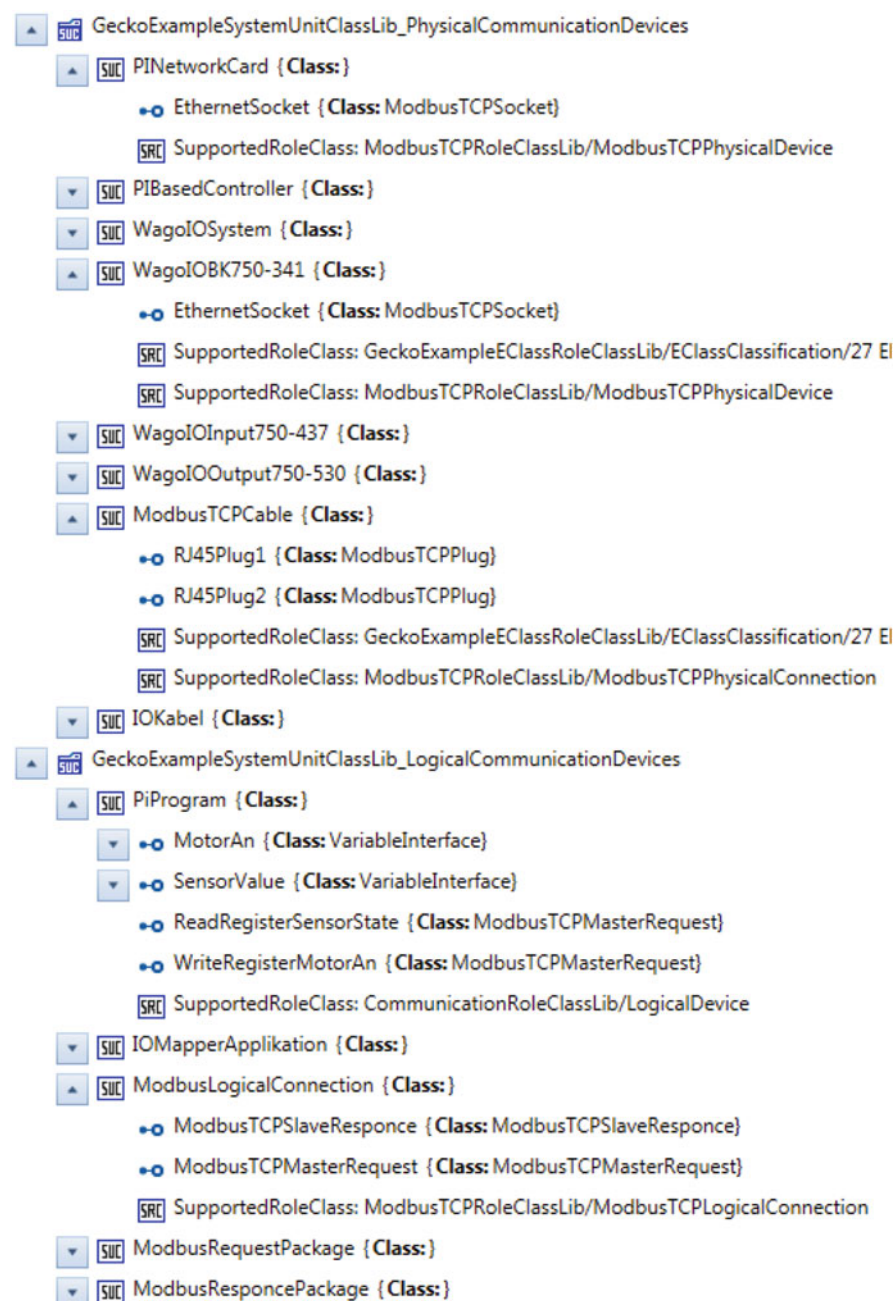 GeckoExampleSystemUnitClassLib_PhysicalCommunicationDevices
PINetworkCard {Class:}
EthernetSocket {Class: ModbusTCPSocket}
SupportedRoleClass: ModbusTCPRoleClassLib/ModbusTCPPhysicalDevice
PIBasedController {Class:}
WagoIOSystem {Class:}
WagoIOBK750-341 {Class:}
EthernetSocket {Class: ModbusTCPSocket}
SupportedRoleClass: GeckoExampleEClassRoleClassLib/EClassClassification/27 El
SupportedRoleClass: ModbusTCPRoleClassLib/ModbusTCPPhysicalDevice
WagoIOInput750-437 {Class:}
WagoIOOutput750-530 {Class:}
ModbusTCPCable {Class:}
RJ45Plug1 {Class: ModbusTCPPlug}
RJ45Plug2 {Class: ModbusTCPPlug}
SupportedRoleClass: GeckoExampleEClassRoleClassLib/EClassClassification/27 El
SupportedRoleClass: ModbusTCPRoleClassLib/ModbusTCPPhysicalConnection
IOKabel {Class:}
GeckoExampleSystemUnitClassLib_LogicalCommunicationDevices
PiProgram {Class:}
MotorAn {Class: VariableInterface}
SensorValue {Class: VariableInterface}
ReadRegisterSensorState {Class: ModbusTCPMasterRequest}
WriteRegisterMotorAn {Class: ModbusTCPMasterRequest}
SupportedRoleClass: CommunicationRoleClassLib/LogicalDevice
IOMapperApplikation {Class:}
ModbusLogicalConnection {Class:}
ModbusTCPSlaveResponce {Class: ModbusTCPSlaveResponce}
ModbusTCPMasterRequest {Class: ModbusTCPMasterRequest}
SupportedRoleClass: ModbusTCPRoleClassLib/ModbusTCPLogicalConnection
ModbusRequestPackage {Class:}
ModbusResponcePackage {Class:}